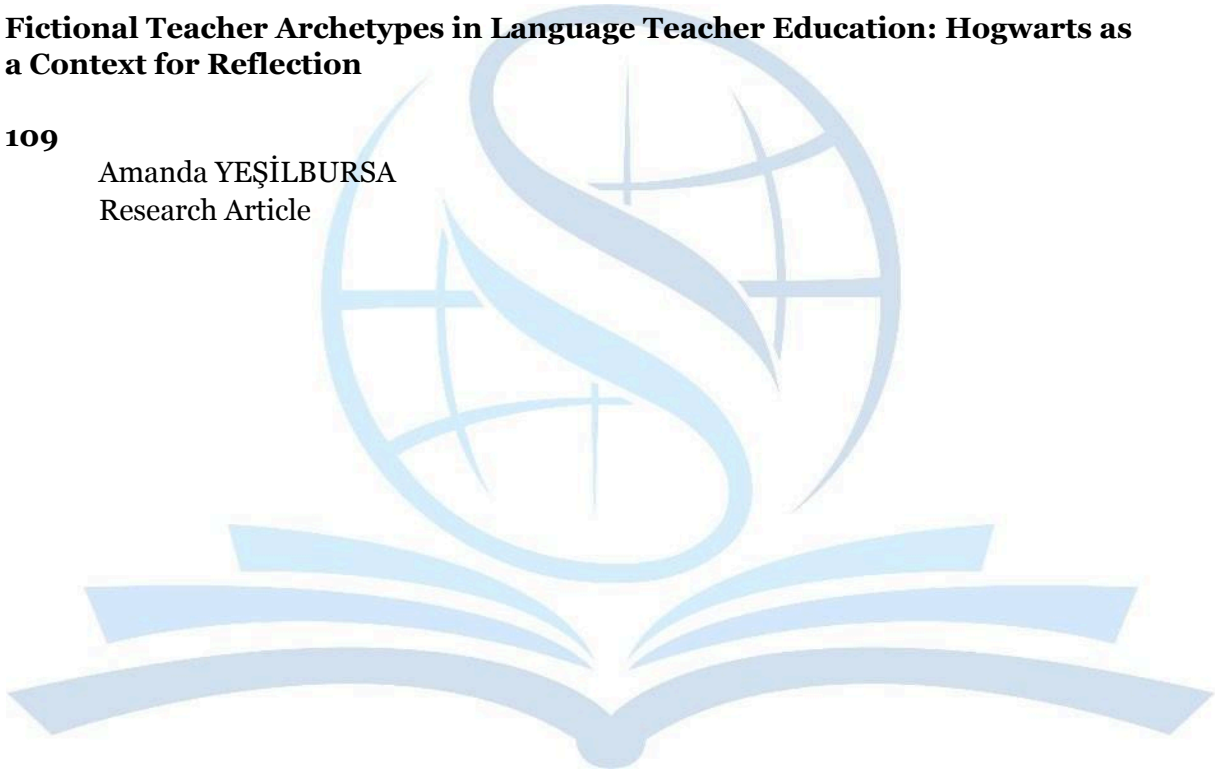 Fictional Teacher Archetypes in Language Teacher Education: Hogwarts as
a Context for Reflection
109
Amanda YEŞİLBURSA
Research Article